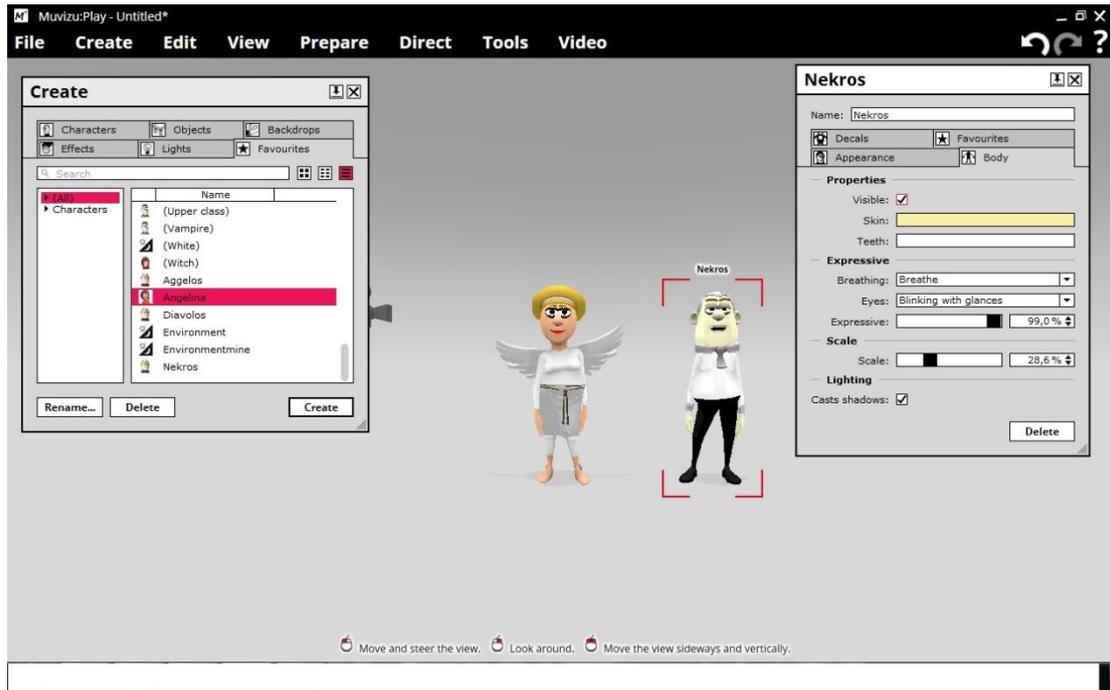 Muvizu:Play - Untitled*
File Create Edit View Prepare Direct Tools Video ?
Create
Characters Objects Backdrops
Effects Lights Favourites
Search
(All)
Characters
Name
(Upper class)
(Vampire)
(White)
(Witch)
Aggelos
Angelina
Diavolos
Environment
Environmentmine
Nekros
Rename... Delete Create
Nekros
Nekros
Name: Nekros
Decals Favourites
Appearance Body
Properties
Visible:
Skin:
Teeth:
Expressive
Breathing: Breathe
Eyes: Blinking with glances
Expressive: 99,0 %
Scale
Scale: 28,6 %
Lighting
Casts shadows:
Delete
Move and steer the view. Look around. Move the view sideways and vertically.